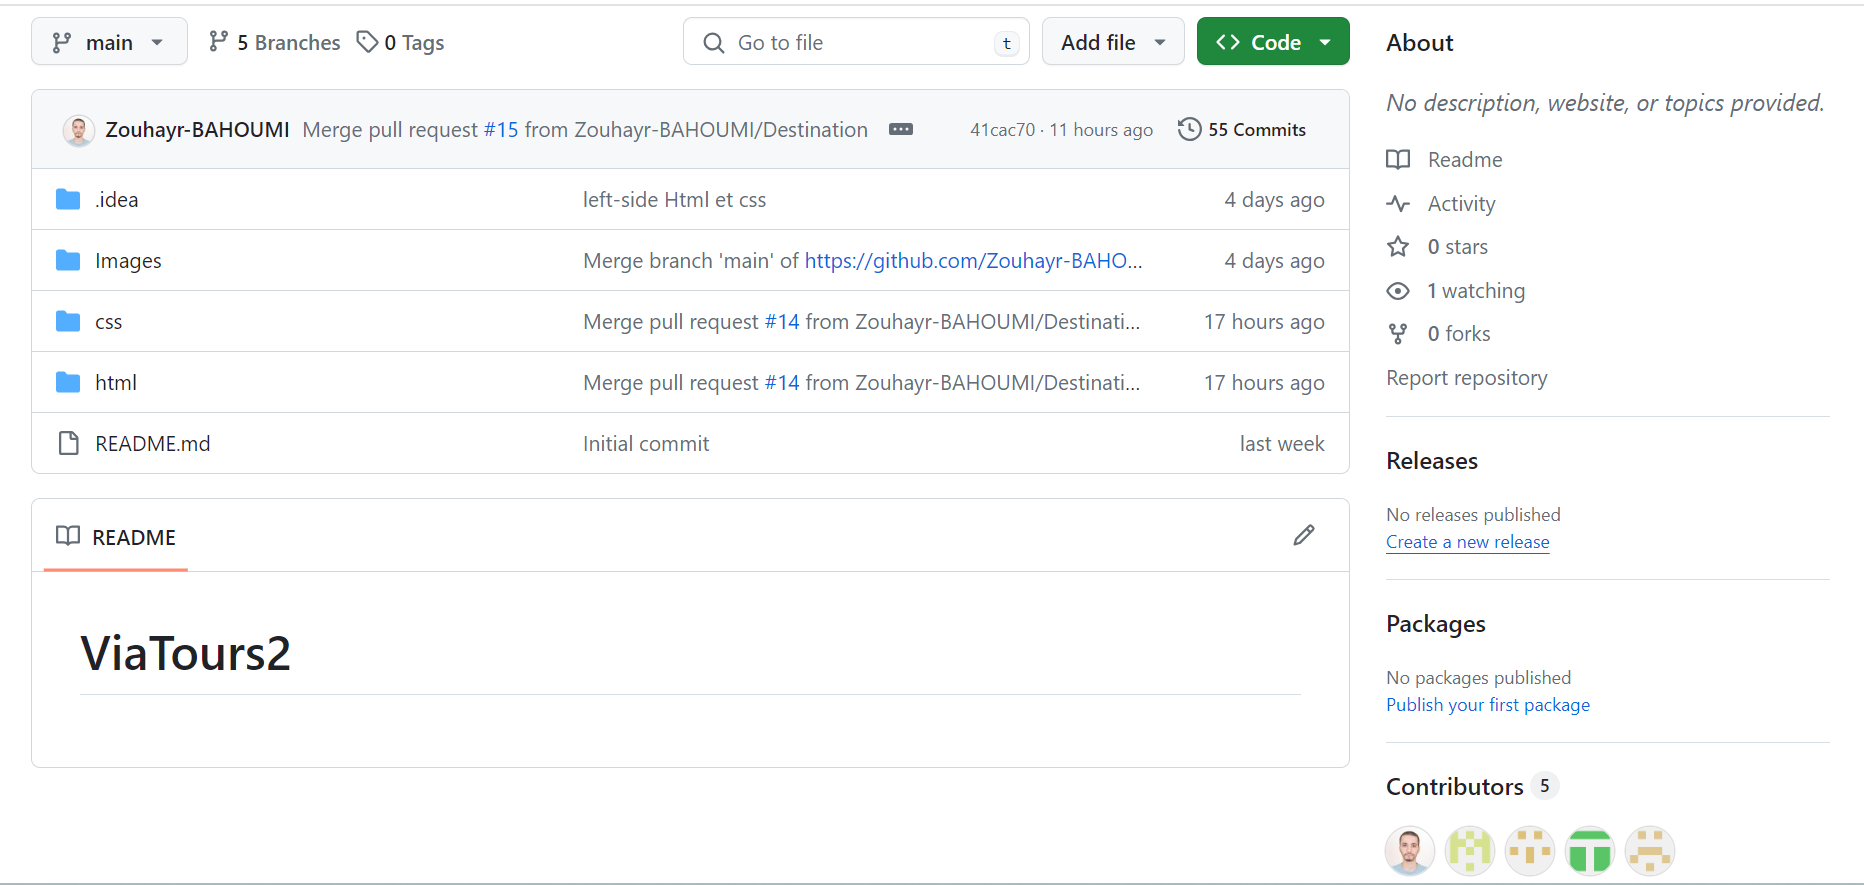 main
5 Branches
0 Tags
Go to file
t
Add file
Code
Zouhayr-BAHOUMI Merge pull request #15 from Zouhayr-BAHOUMI/Destination
41cac70 · 11 hours ago
55 Commits
.idea left-side Html et css 4 days ago
Images Merge branch 'main' of https://github.com/Zouhayr-BAHO... 4 days ago
css Merge pull request #14 from Zouhayr-BAHOUMI/Destinati... 17 hours ago
html Merge pull request #14 from Zouhayr-BAHOUMI/Destinati... 17 hours ago
README.md Initial commit last week
README
ViaTours2
About
No description, website, or topics provided.
Readme
Activity
0 stars
1 watching
0 forks
Report repository
Releases
No releases published
Create a new release
Packages
No packages published
Publish your first package
Contributors 5